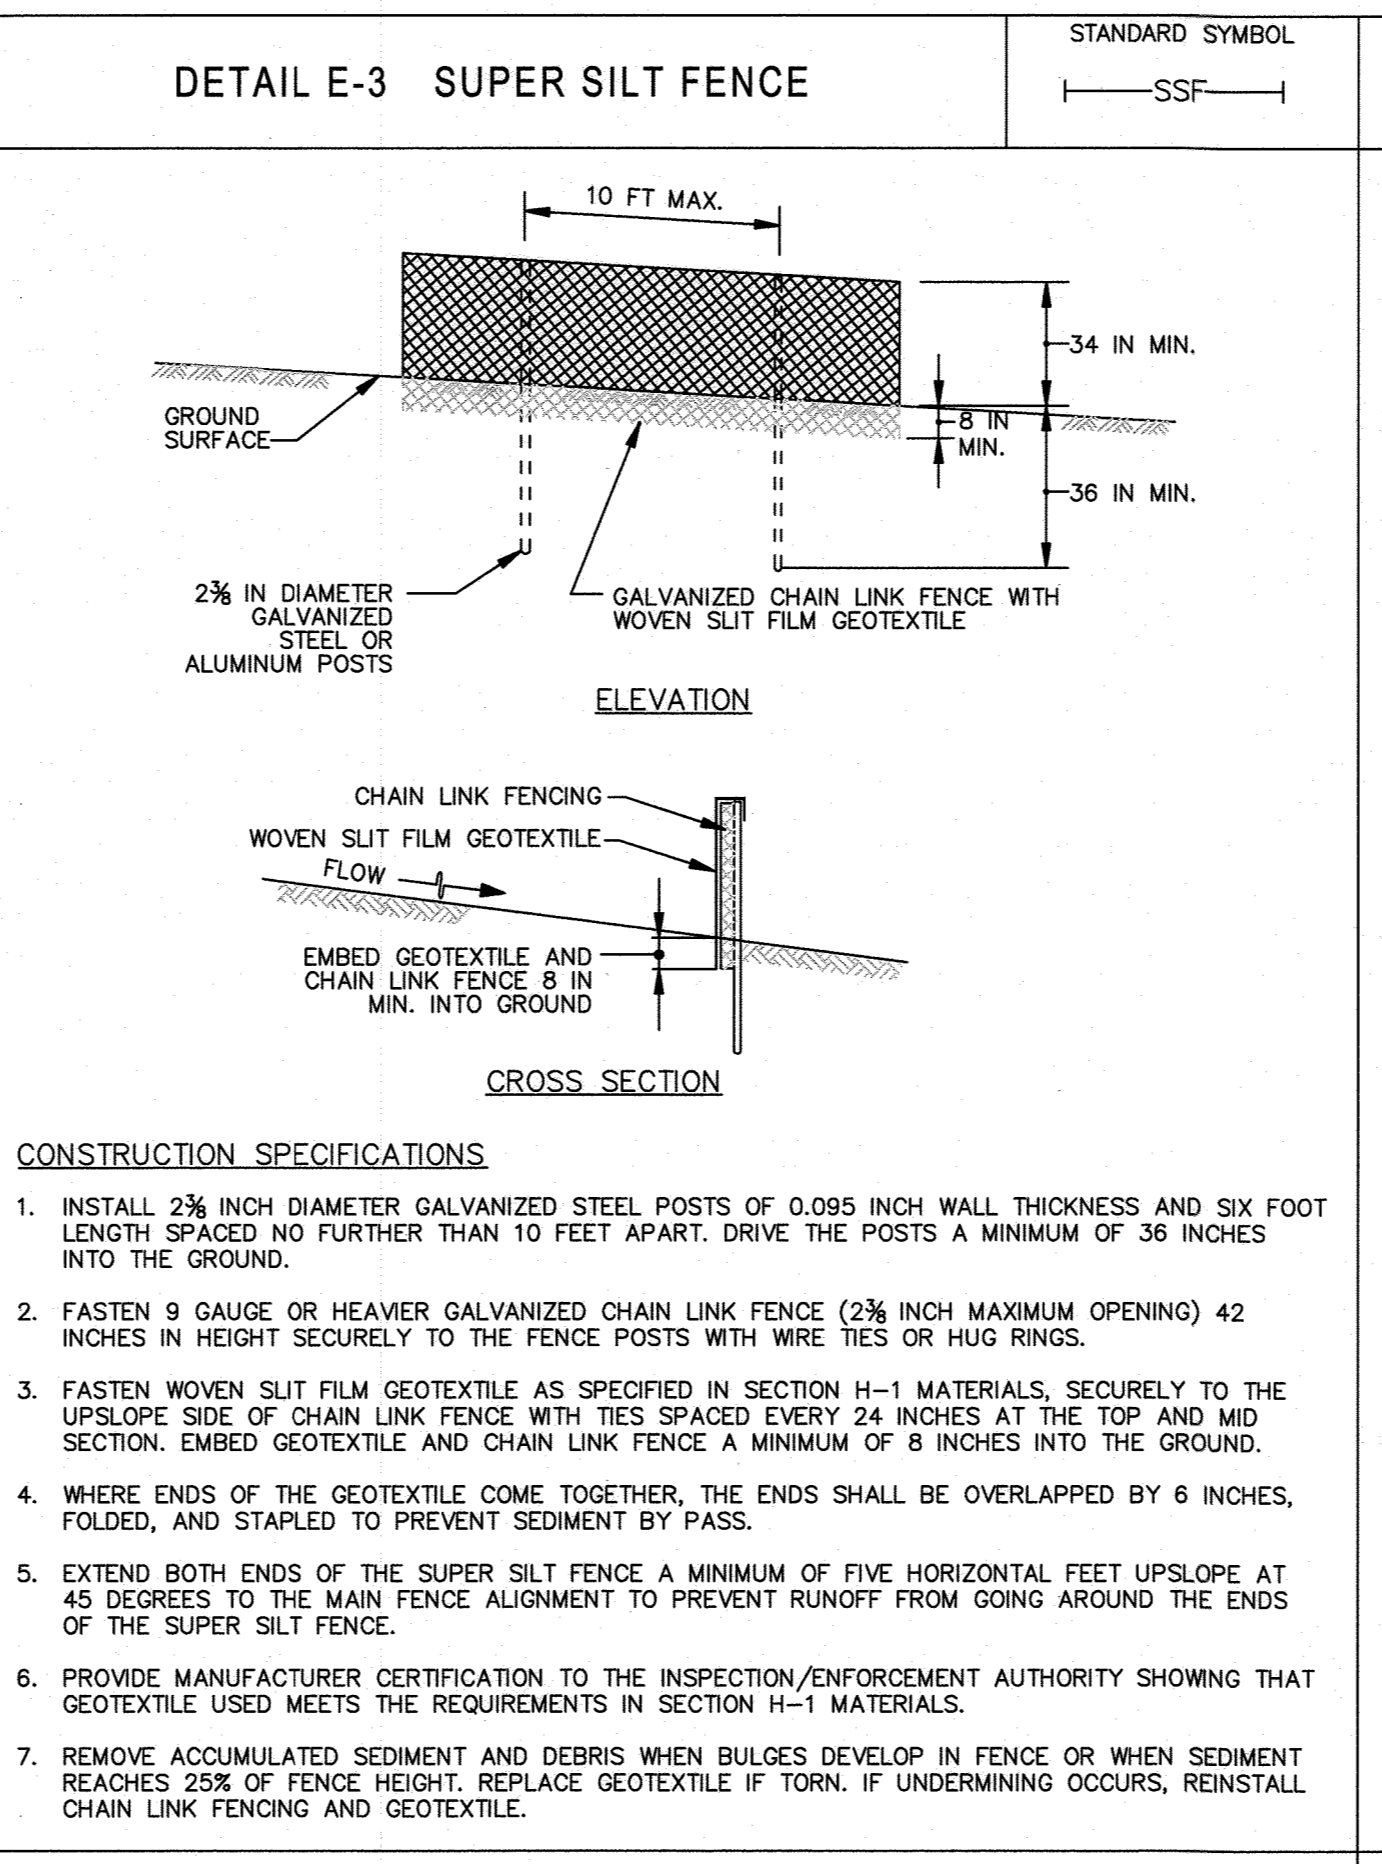 DETAIL E-3 SUPER SILT FENCE
STANDARD SYMBOL
SSF
10 FT MAX.
34 IN MIN.
GROUND
SURFACE
8 IN
MIN.
36 IN MIN.
2⅜ IN DIAMETER
GALVANIZED
STEEL OR
ALUMINUM POSTS
GALVANIZED CHAIN LINK FENCE WITH
WOVEN SLIT FILM GEOTEXTILE
ELEVATION
CHAIN LINK FENCING
WOVEN SLIT FILM GEOTEXTILE
FLOW
EMBED GEOTEXTILE AND
CHAIN LINK FENCE 8 IN
MIN. INTO GROUND
CROSS SECTION
CONSTRUCTION SPECIFICATIONS
1. INSTALL 2⅜ INCH DIAMETER GALVANIZED STEEL POSTS OF 0.095 INCH WALL THICKNESS AND SIX FOOT
LENGTH SPACED NO FURTHER THAN 10 FEET APART. DRIVE THE POSTS A MINIMUM OF 36 INCHES
INTO THE GROUND.
2. FASTEN 9 GAUGE OR HEAVIER GALVANIZED CHAIN LINK FENCE (2⅜ INCH MAXIMUM OPENING) 42
INCHES IN HEIGHT SECURELY TO THE FENCE POSTS WITH WIRE TIES OR HUG RINGS.
3. FASTEN WOVEN SLIT FILM GEOTEXTILE AS SPECIFIED IN SECTION H-1 MATERIALS, SECURELY TO THE
UPSLOPE SIDE OF CHAIN LINK FENCE WITH TIES SPACED EVERY 24 INCHES AT THE TOP AND MID
SECTION. EMBED GEOTEXTILE AND CHAIN LINK FENCE A MINIMUM OF 8 INCHES INTO THE GROUND.
4. WHERE ENDS OF THE GEOTEXTILE COME TOGETHER, THE ENDS SHALL BE OVERLAPPED BY 6 INCHES,
FOLDED, AND STAPLED TO PREVENT SEDIMENT BY PASS.
5. EXTEND BOTH ENDS OF THE SUPER SILT FENCE A MINIMUM OF FIVE HORIZONTAL FEET UPSLOPE AT
45 DEGREES TO THE MAIN FENCE ALIGNMENT TO PREVENT RUNOFF FROM GOING AROUND THE ENDS
OF THE SUPER SILT FENCE.
6. PROVIDE MANUFACTURER CERTIFICATION TO THE INSPECTION/ENFORCEMENT AUTHORITY SHOWING THAT
GEOTEXTILE USED MEETS THE REQUIREMENTS IN SECTION H-1 MATERIALS.
7. REMOVE ACCUMULATED SEDIMENT AND DEBRIS WHEN BULGES DEVELOP IN FENCE OR WHEN SEDIMENT
REACHES 25% OF FENCE HEIGHT. REPLACE GEOTEXTILE IF TORN. IF UNDERMINING OCCURS, REINSTALL
CHAIN LINK FENCING AND GEOTEXTILE.